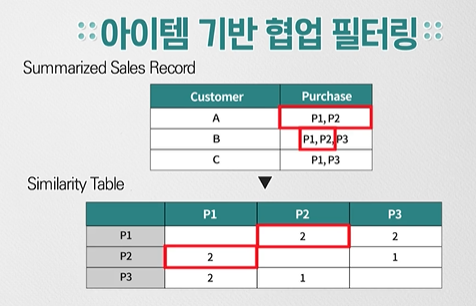 아이템 기반 협업 필터링
Summarized Sales Record
Customer Purchase
A P1, P2
B P1, P2, P3
C P1, P3
Similarity Table
P1 P2 P3
P1 2 2
P2 2 1
P3 2 1